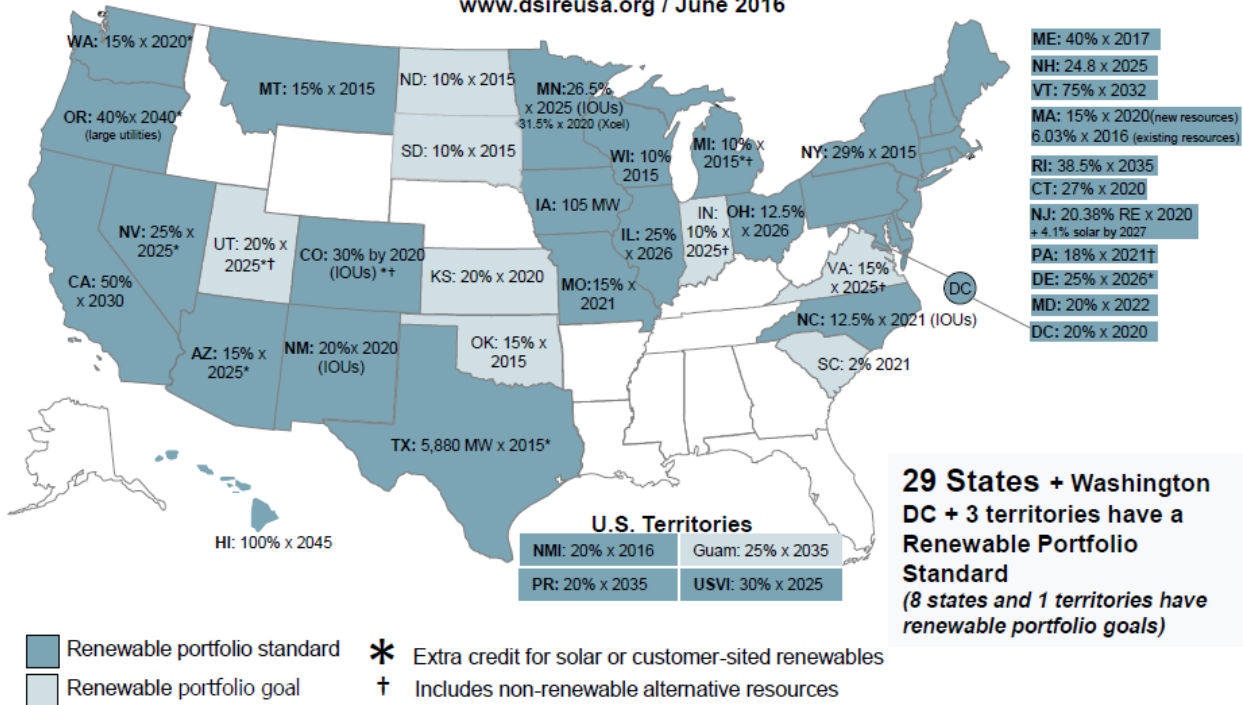 www.dsireusa.org / June 2016
WA: 15% x 2020*
MT: 15% x 2015
ND: 10% x 2015
MN:26.5%
x 2025 (IOUs)
31.5% x 2020 (Xcel)
OR: 40%x 2040*
(large utilities)
SD: 10% x 2015
WI: 10%
2015
MI: 10% x
2015*†
NY: 29% x 2015
NV: 25% x
2025*
UT: 20% x
2025*†
CO: 30% by 2020
(IOUs) *†
IA: 105 MW
IL: 25%
x 2026
IN:
10% x
2025†
OH: 12.5%
x 2026
CA: 50%
x 2030
KS: 20% x 2020
MO:15% x
2021
VA: 15%
x 2025†
DC
AZ: 15% x
2025*
NM: 20%x 2020
(IOUs)
OK: 15% x
2015
NC: 12.5% x 2021 (IOUs)
SC: 2% 2021
TX: 5,880 MW x 2015*
HI: 100% x 2045
ME: 40% x 2017
NH: 24.8 x 2025
VT: 75% x 2032
MA: 15% x 2020(new resources)
6.03% x 2016 (existing resources)
RI: 38.5% x 2035
CT: 27% x 2020
NJ: 20.38% RE x 2020
+ 4.1% solar by 2027
PA: 18% x 2021†
DE: 25% x 2026*
MD: 20% x 2022
DC: 20% x 2020
U.S. Territories
NMI: 20% x 2016
Guam: 25% x 2035
PR: 20% x 2035
USVI: 30% x 2025
29 States + Washington
DC + 3 territories have a
Renewable Portfolio
Standard
(8 states and 1 territories have
renewable portfolio goals)
Renewable portfolio standard
* Extra credit for solar or customer-sited renewables
Renewable portfolio goal
† Includes non-renewable alternative resources